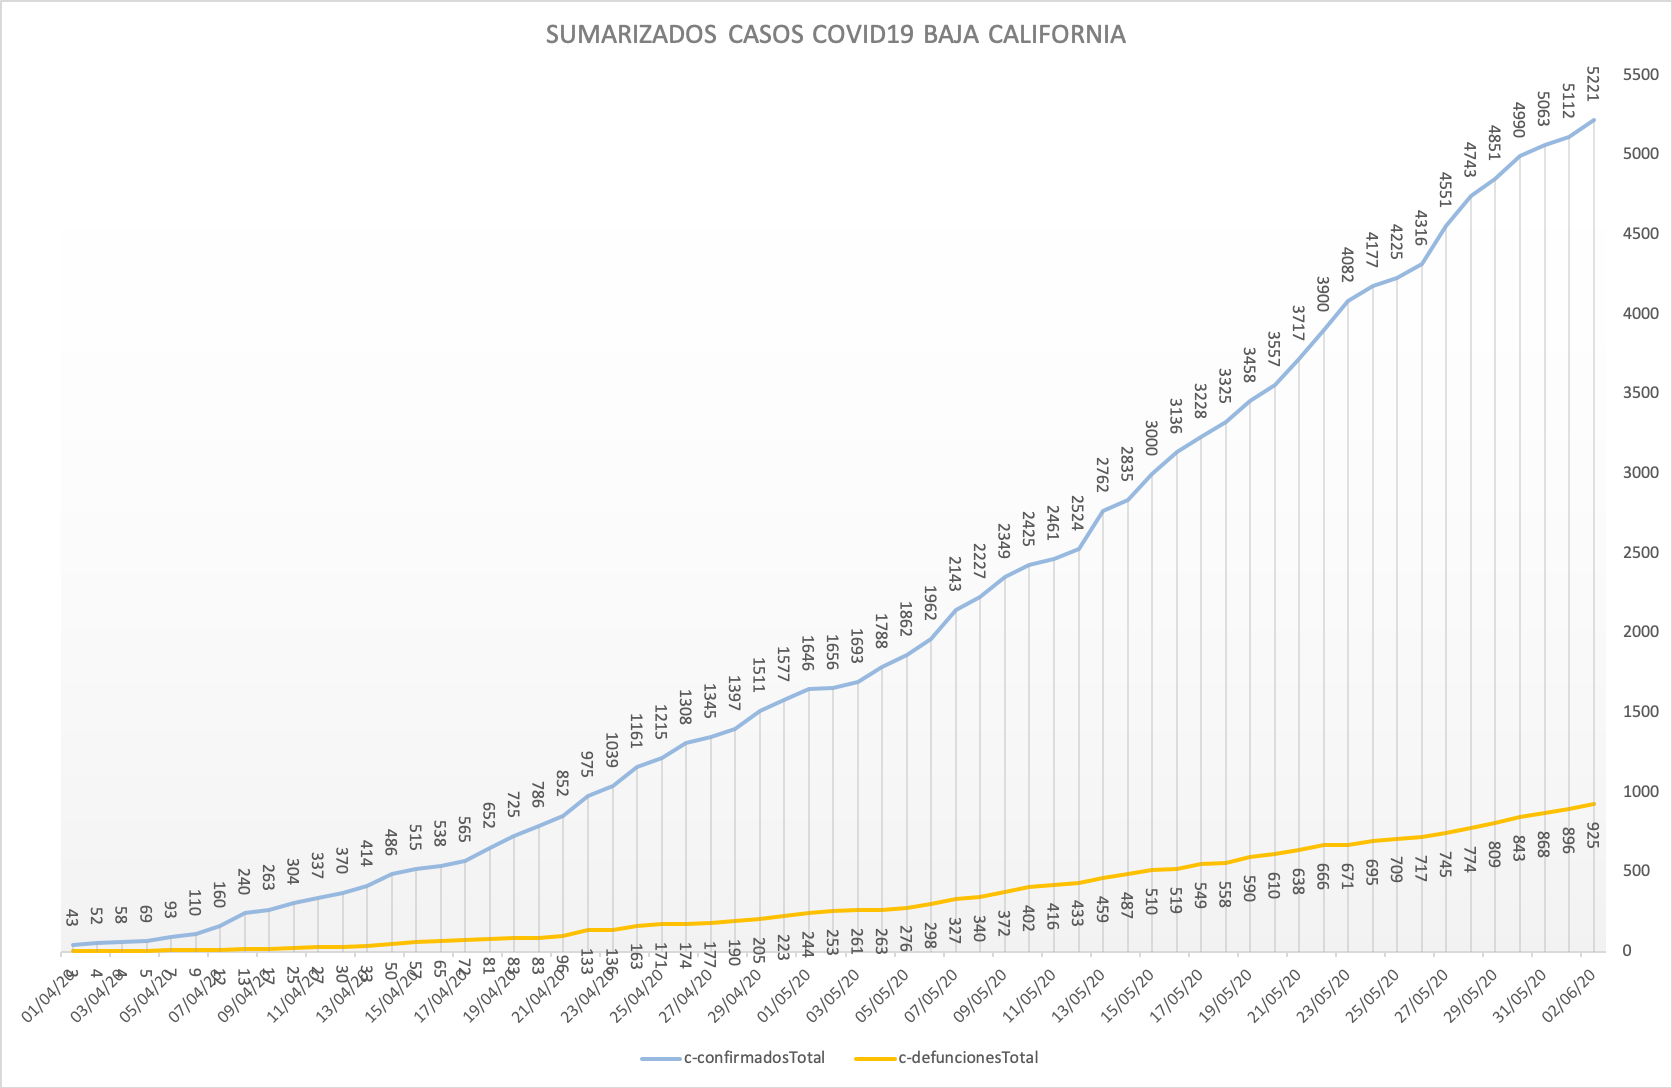 SUMARIZADOS CASOS COVID19 BAJA CALIFORNIA
43 52 58 69 93 110 160 240 263 304 337 370 414 486 515 538 565 652 725 786 852 975 1039 1161 1215 1308 1345 1397 1511 1577 1646 1656 1693 1788 1862 1962 2143 2227 2349 2425 2461 2524 2762 2835 3000 3136 3228 3325 3458 3557 3717 3900 4082 4177 4225 4316 4551 4743 4851 4990 5063 5112 5221
5500
5000
4500
4000
3500
3000
2500
2000
1500
1000
500
0
4 5 7 9 12 13 17 25 27 30 33 50 57 65 72 81 83 83 96 133 136 163 171 174 177 190 205 223 244 253 261 263 276 298 327 340 372 402 416 433 459 487 510 519 549 558 590 610 638 666 671 695 709 717 745 774 809 843 868 896 925
01/04/20 03/04/20 05/04/20 07/04/20 09/04/20 11/04/20 13/04/20 15/04/20 17/04/20 19/04/20 21/04/20 23/04/20 25/04/20 27/04/20 29/04/20 01/05/20 03/05/20 05/05/20 07/05/20 09/05/20 11/05/20 13/05/20 15/05/20 17/05/20 19/05/20 21/05/20 23/05/20 25/05/20 27/05/20 29/05/20 31/05/20 02/06/20
c-confirmadosTotal c-defuncionesTotal